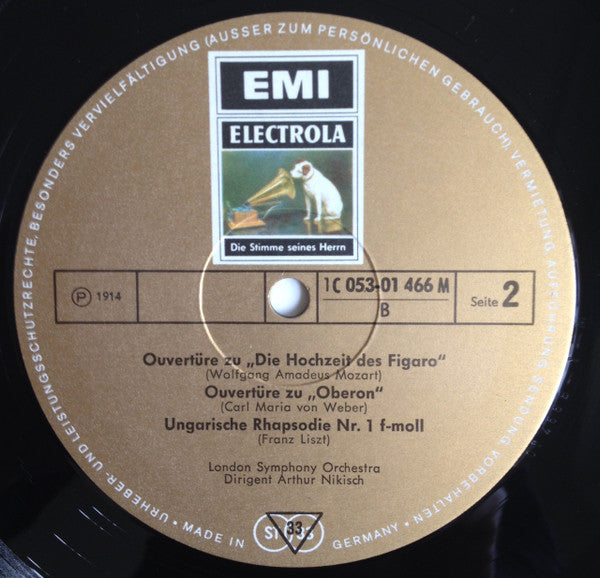 URHEBER- UND LEISTUNGSSCHUTZRECHTE, BESONDERS VERVIELFÄLTIGUNG (AUSSER ZUM PERSÖNLICHEN GEBRAUCH), VERMIETUNG, AUFFÜHRUNG, SENDUNG, VORBEHALTEN
EMI
ELECTROLA
Die Stimme seines Herrn
Ⓟ 1914
1 C 053-01 466 M
B
Seite 2
Ouvertüre zu „Die Hochzeit des Figaro“
(Wolfgang Amadeus Mozart)
Ouvertüre zu „Oberon“
(Carl Maria von Weber)
Ungarische Rhapsodie Nr. 1 f-moll
(Franz Liszt)
London Symphony Orchestra
Dirigent Arthur Nikisch
• MADE IN GERMANY •
33